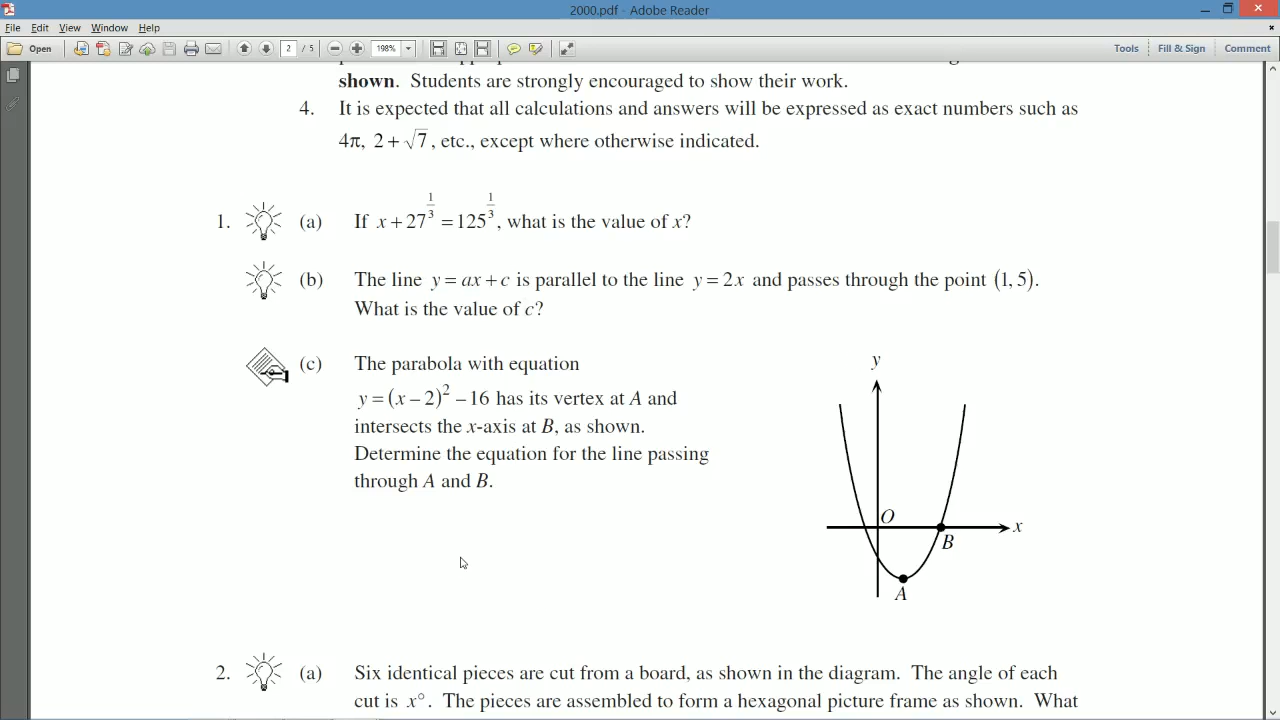 2000.pdf - Adobe Reader
File Edit View Window Help
Open 2 / 5 198% Tools Fill & Sign Comment
shown. Students are strongly encouraged to show their work.
4. It is expected that all calculations and answers will be expressed as exact numbers such as
4π, 2 + √7, etc., except where otherwise indicated.
1. (a) If x + 27^(1/3) = 125^(1/3), what is the value of x?
(b) The line y = ax + c is parallel to the line y = 2x and passes through the point (1, 5).
What is the value of c?
(c) The parabola with equation
y = (x – 2)² – 16 has its vertex at A and
intersects the x-axis at B, as shown.
Determine the equation for the line passing
through A and B.
y
O
x
B
A
2. (a) Six identical pieces are cut from a board, as shown in the diagram. The angle of each
cut is x°. The pieces are assembled to form a hexagonal picture frame as shown. What